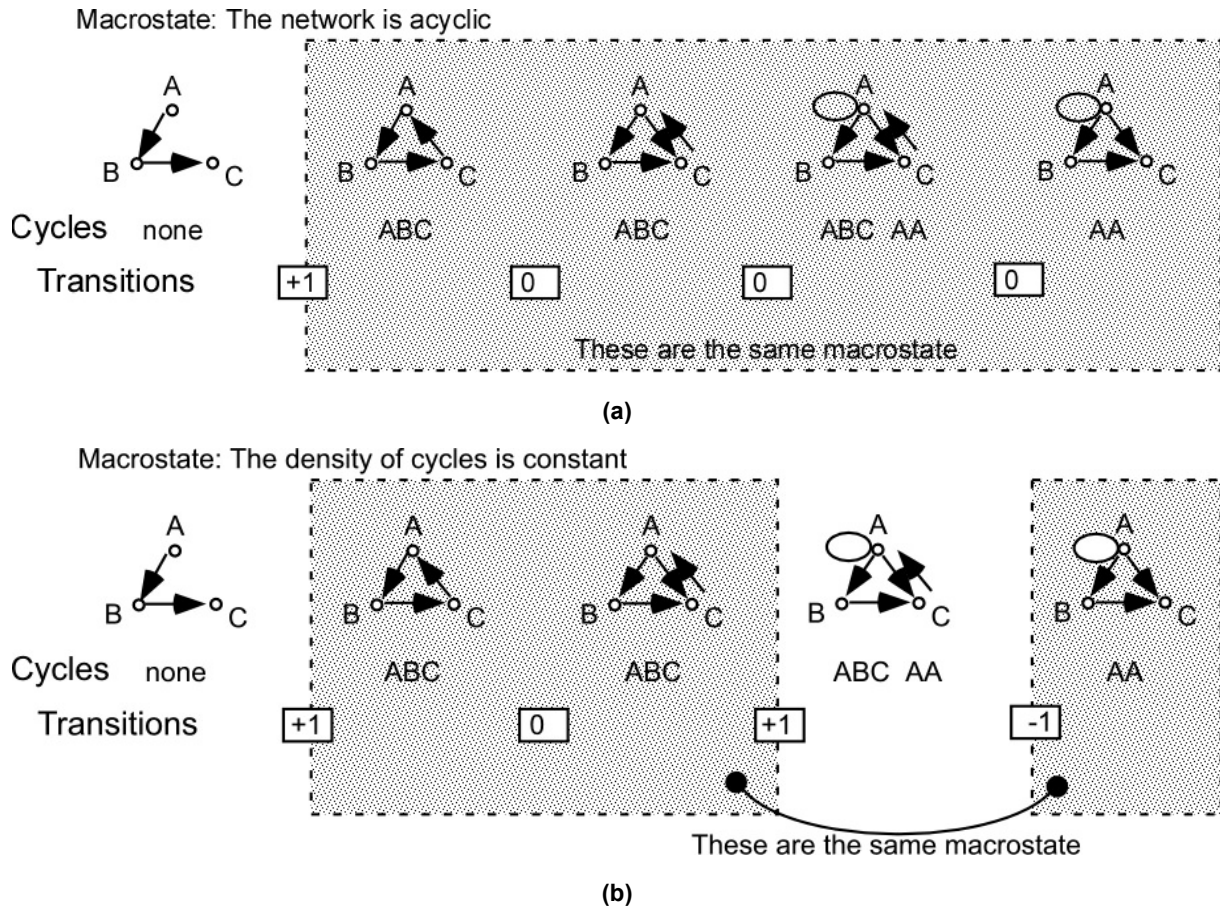 Macrostate: The network is acyclic
A A A A A
B C B C B C B C B C
Cycles none ABC ABC ABC AA AA
Transitions +1 0 0 0
These are the same macrostate
(a)
Macrostate: The density of cycles is constant
A A A A A
B C B C B C B C B C
Cycles none ABC ABC ABC AA AA
Transitions +1 0 +1 -1
These are the same macrostate
(b)